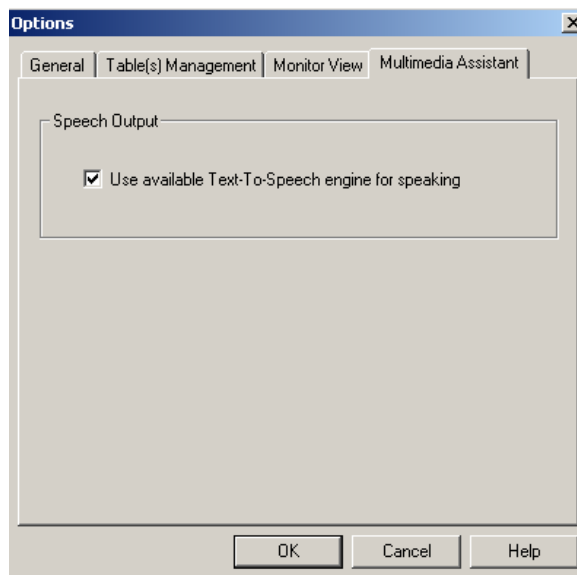 Options
General Table(s) Management Monitor View Multimedia Assistant
Speech Output
Use available Text-To-Speech engine for speaking
OK Cancel Help